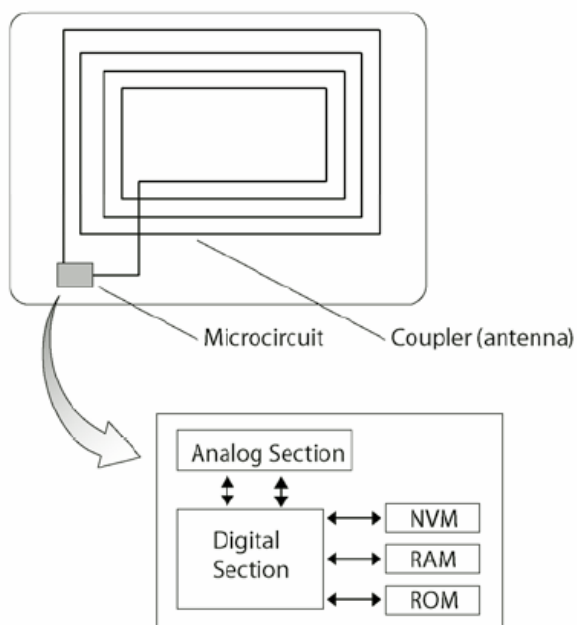 Microcircuit
Coupler (antenna)
Analog Section
Digital
Section
NVM
RAM
ROM